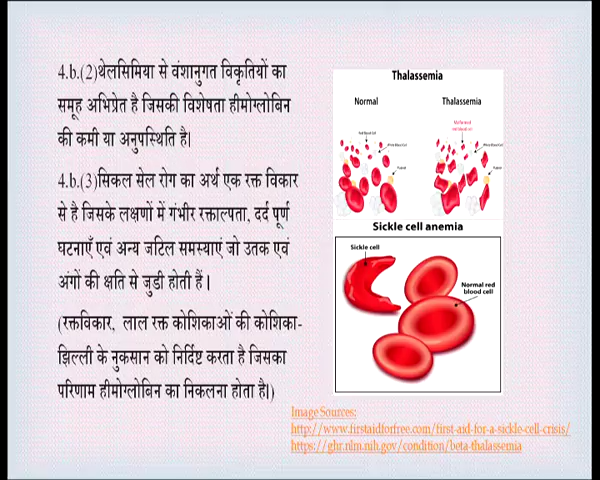 4.b.(2)थेलसिमिया से वंशानुगत विकृतियों का
समूह अभिप्रेत है जिसकी विशेषता हीमोग्लोबिन
की कमी या अनुपस्थिति है।
4.b.(3)सिकल सेल रोग का अर्थ एक रक्त विकार
से है जिसके लक्षणों में गंभीर रक्ताल्पता, दर्द पूर्ण
घटनाएँ एवं अन्य जटिल समस्याएं जो उतक एवं
अंगों की क्षति से जुडी होती हैं।
(रक्तविकार, लाल रक्त कोशिकाओं की कोशिका-
झिल्ली के नुकसान को निर्दिष्ट करता है जिसका
परिणाम हीमोग्लोबिन का निकलना होता है।)
Thalassemia
Normal
Thalassemia
Sickle cell anemia
Sickle cell
Normal red
blood cell
Image Sources:
http://www.firstaidforfree.com/first-aid-for-a-sickle-cell-crisis/
https://ghr.nlm.nih.gov/condition/beta-thalassemia